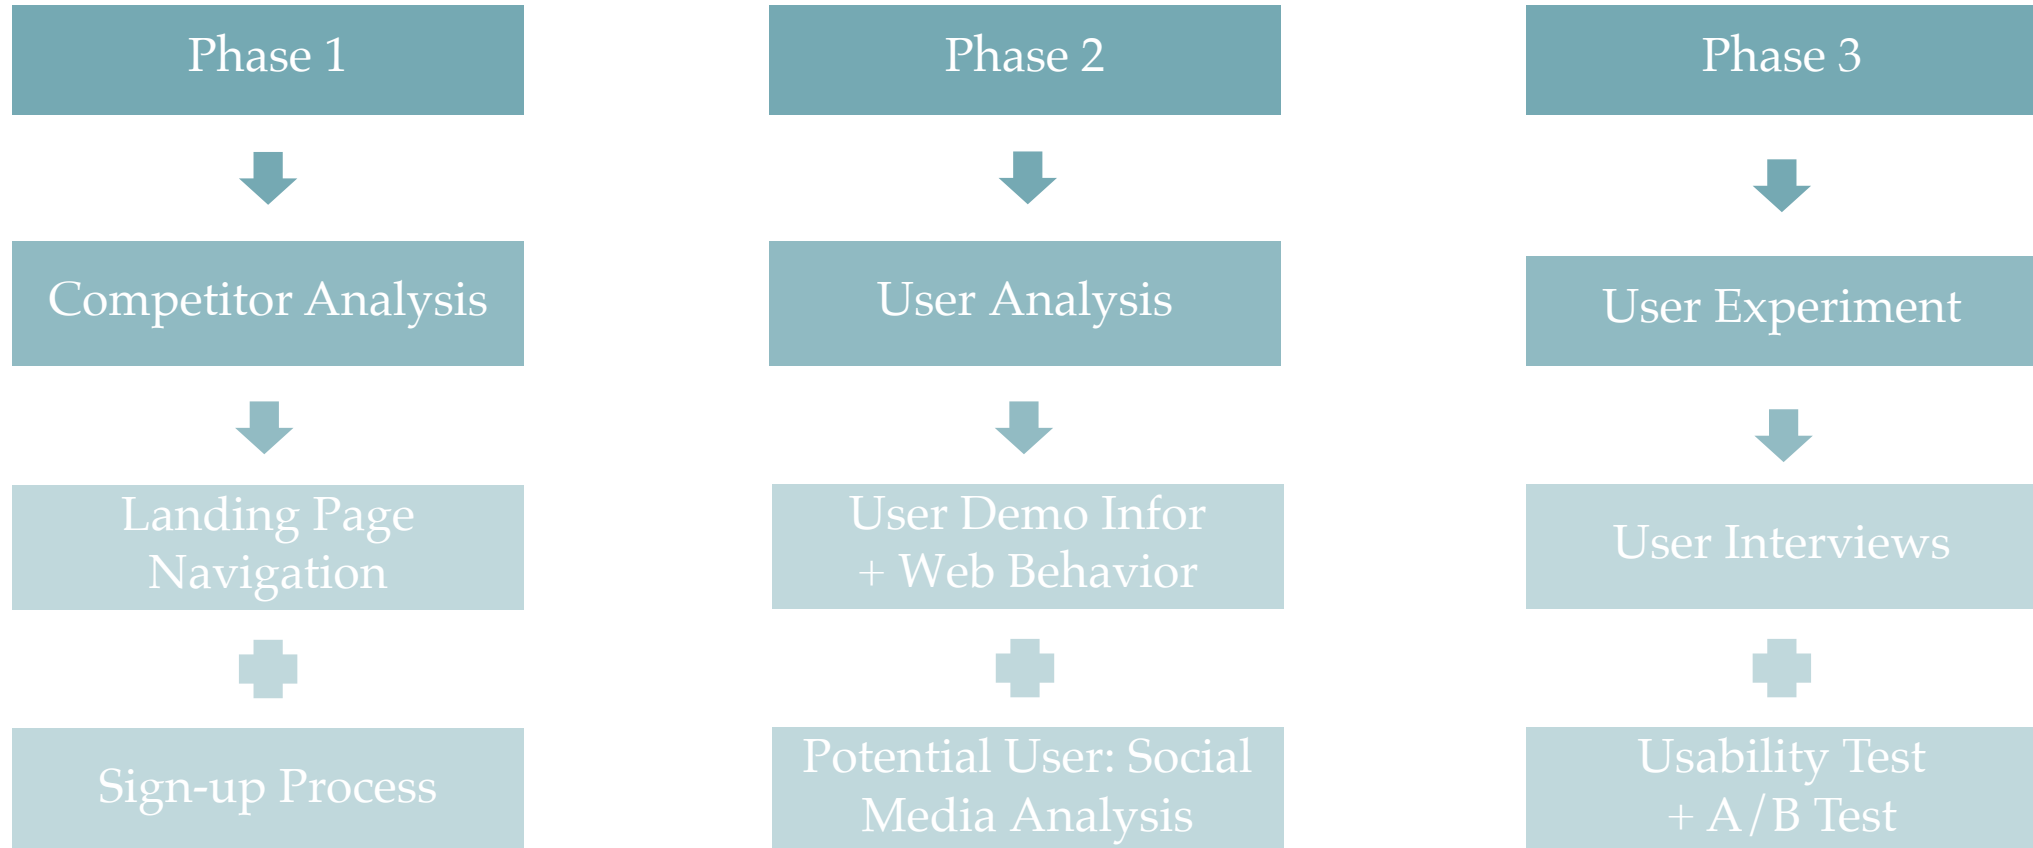 Phase 1
Phase 2
Phase 3
Competitor Analysis
User Analysis
User Experiment
Landing Page
Navigation
User Demo Infor
+ Web Behavior
User Interviews
Sign-up Process
Potential User: Social
Media Analysis
Usability Test
+ A/B Test